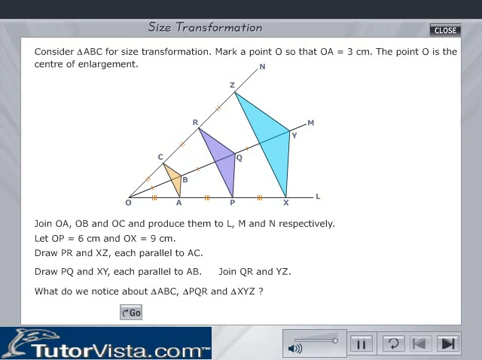 Size Transformation
CLOSE
Consider ΔABC for size transformation. Mark a point O so that OA = 3 cm. The point O is the
centre of enlargement.
N
Z
R
M
Y
C
Q
B
O A P X L
Join OA, OB and OC and produce them to L, M and N respectively.
Let OP = 6 cm and OX = 9 cm.
Draw PR and XZ, each parallel to AC.
Draw PQ and XY, each parallel to AB. Join QR and YZ.
What do we notice about ΔABC, ΔPQR and ΔXYZ ?
Go
TutorVista.com™